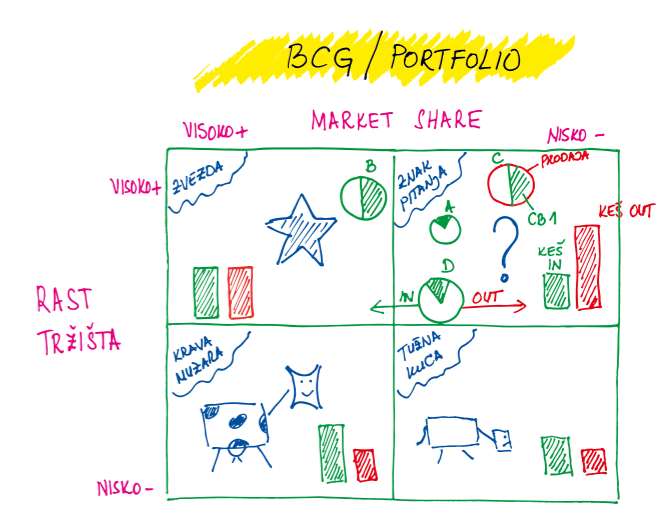 BCG / PORTFOLIO
MARKET SHARE
VISOKO +
NISKO -
VISOKO +
ZVEZDA
B
ZNAK
PITANJA
C
PRODAJA
CB1
A
KEŠ OUT
KEŠ
IN
D
IN
OUT
RAST
TRŽIŠTA
KRAVA
MUZARA
TUŽNA
KUCA
NISKO -